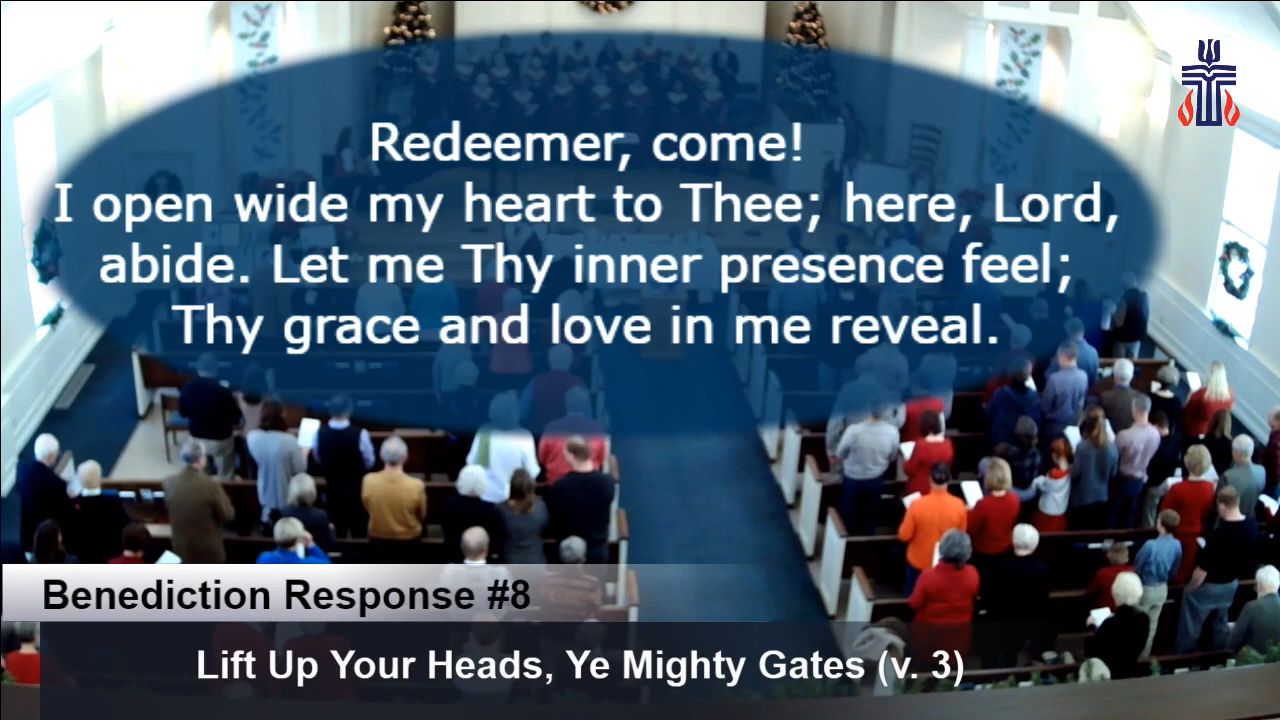 Redeemer, come!
I open wide my heart to Thee; here, Lord,
abide. Let me Thy inner presence feel;
Thy grace and love in me reveal.
Benediction Response #8
Lift Up Your Heads, Ye Mighty Gates (v. 3)